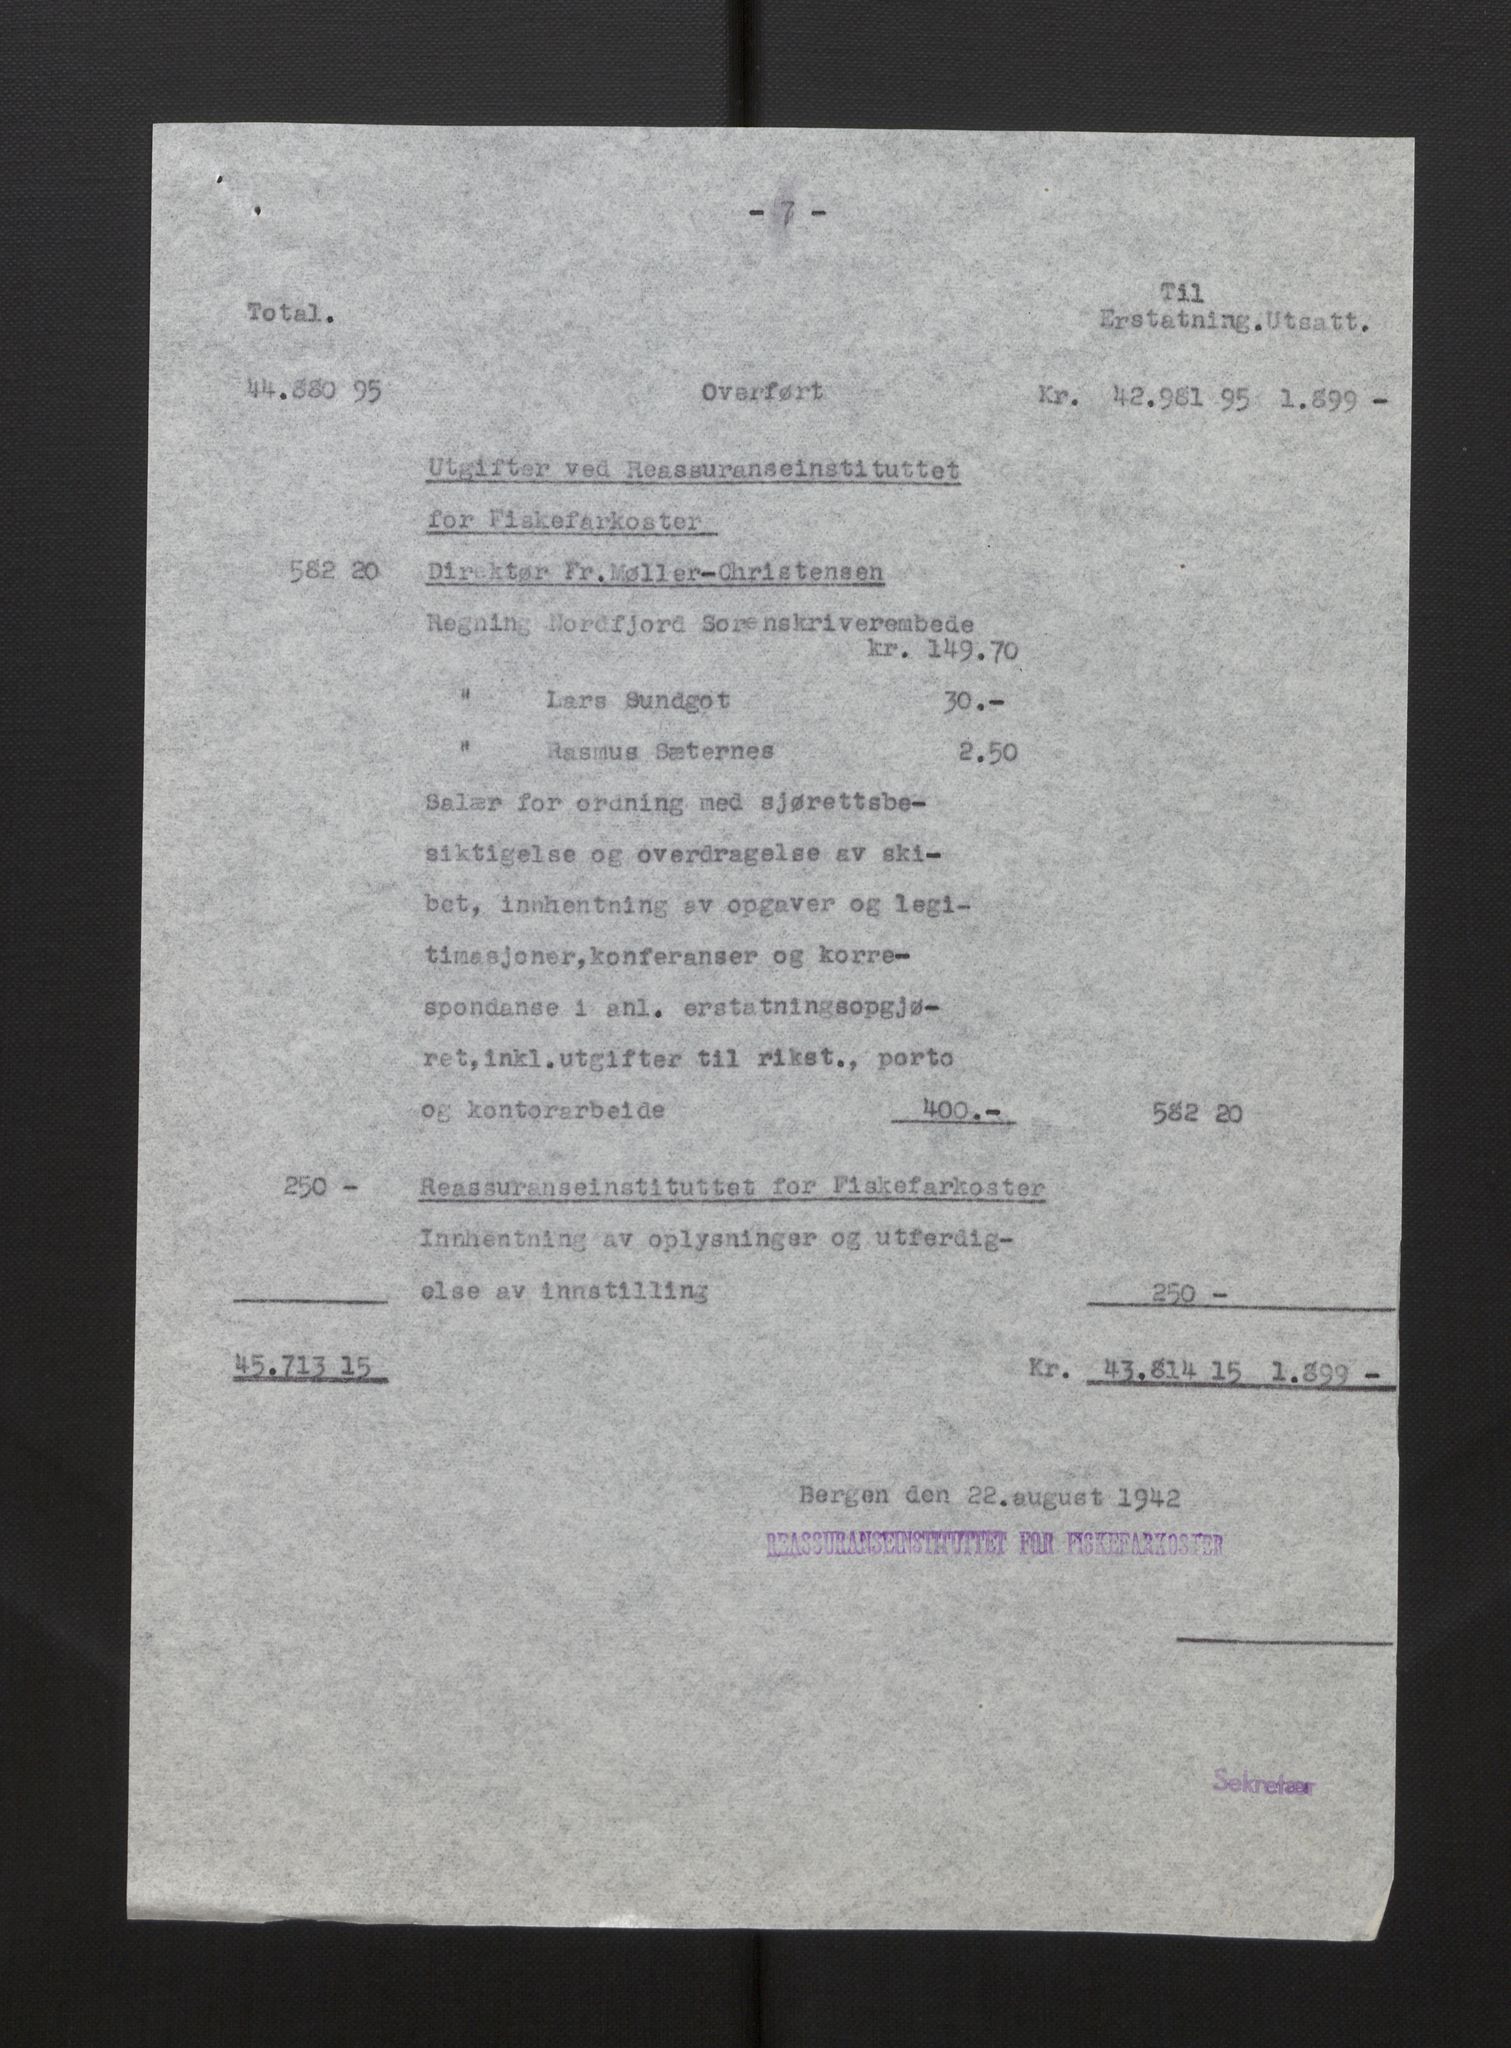 - 7 -
Til
Total. Erstatning.Utsatt.
44.880 95 Overført Kr. 42.981 95 1.899 -
Utgifter ved Reassuranseinstituttet
for Fiskefarkoster
582 20 Direktør Fr.Møller-Christensen
Regning Nordfjord Sorenskriverembede
kr. 149.70
" Lars Sundgot 30.-
" Rasmus Sæternes 2.50
Salær for ordning med sjørettsbe-
siktigelse og overdragelse av ski-
bet, innhentning av opgaver og legi-
timasjoner,konferanser og korre-
spondanse i anl. erstatningsopgjø-
ret,inkl.utgifter til rikst., porto
og kontorarbeide 400.- 582 20
250 - Reassuranseinstituttet for Fiskefarkoster
Innhentning av oplysninger og utferdig-
else av innstilling 250 -
45.713 15 Kr. 43.814 15 1.899 -
Bergen den 22.august 1942
REASSURANSEINSTITUTTET FOR FISKEFARKOSTER
Sekretær